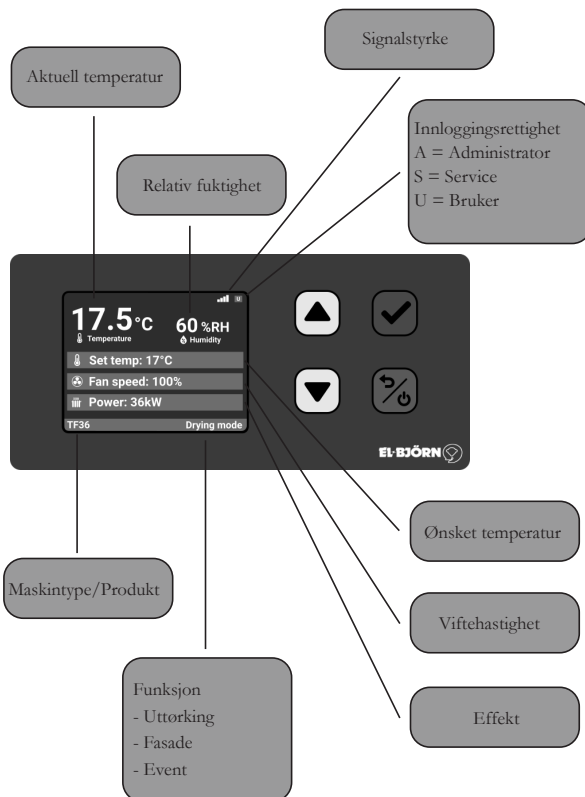 Signalstyrke
Aktuell temperatur
Innloggingsrettighet
A = Administrator
S = Service
U = Bruker
Relativ fuktighet
U
17.5°C
60 %RH
Temperature
Humidity
Set temp: 17°C
Fan speed: 100%
Power: 36kW
TF36
Drying mode
EL-BJÖRN
Ønsket temperatur
Maskintype/Produkt
Viftehastighet
Funksjon
- Uttørking
- Fasade
- Event
Effekt